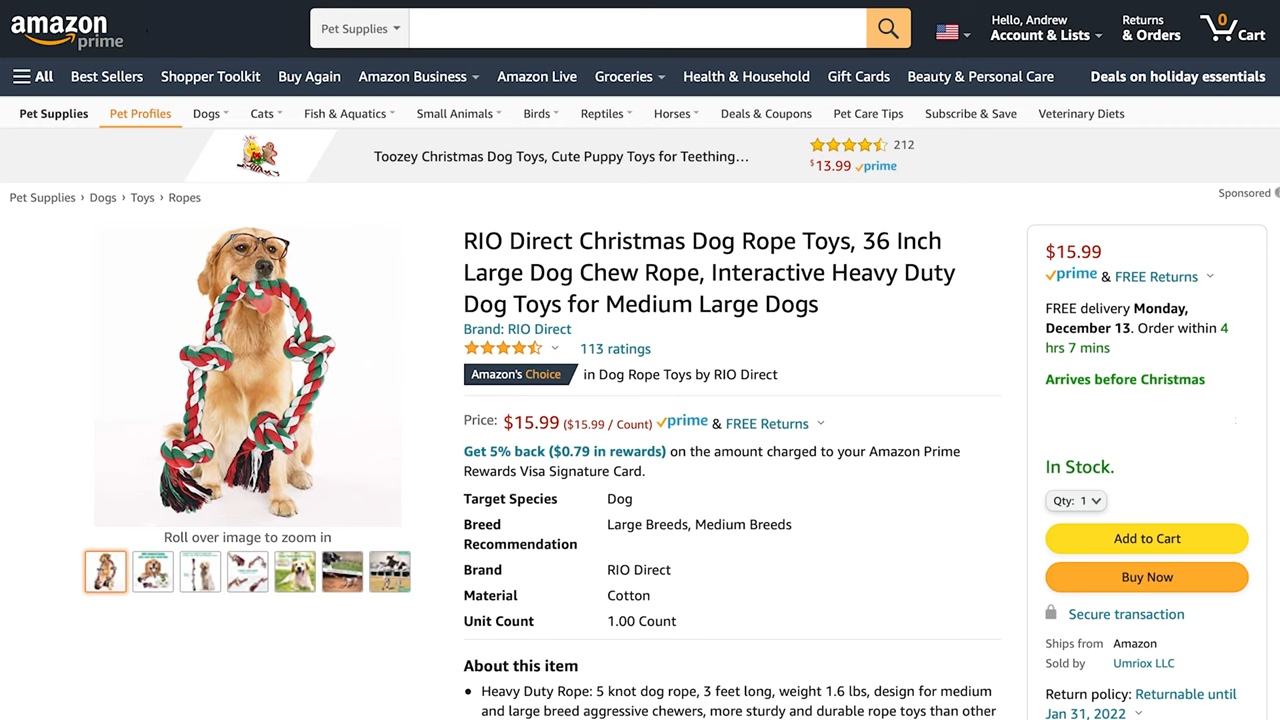 amazon
prime
Pet Supplies
Hello, Andrew
Account & Lists
Returns
& Orders
0
Cart
All
Best Sellers
Shopper Toolkit
Buy Again
Amazon Business
Amazon Live
Groceries
Health & Household
Gift Cards
Beauty & Personal Care
Deals on holiday essentials
Pet Supplies
Pet Profiles
Dogs
Cats
Fish & Aquatics
Small Animals
Birds
Reptiles
Horses
Deals & Coupons
Pet Care Tips
Subscribe & Save
Veterinary Diets
Toozey Christmas Dog Toys, Cute Puppy Toys for Teething…
212
$13.99 prime
Sponsored
Pet Supplies › Dogs › Toys › Ropes
Roll over image to zoom in
RIO Direct Christmas Dog Rope Toys, 36 Inch
Large Dog Chew Rope, Interactive Heavy Duty
Dog Toys for Medium Large Dogs
Brand: RIO Direct
113 ratings
Amazon's Choice in Dog Rope Toys by RIO Direct
Price: $15.99 ($15.99 / Count) prime & FREE Returns
Get 5% back ($0.79 in rewards) on the amount charged to your Amazon Prime
Rewards Visa Signature Card.
Target Species Dog
Breed Large Breeds, Medium Breeds
Recommendation
Brand RIO Direct
Material Cotton
Unit Count 1.00 Count
About this item
● Heavy Duty Rope: 5 knot dog rope, 3 feet long, weight 1.6 lbs, design for medium
and large breed aggressive chewers, more sturdy and durable rope toys than other
$15.99
prime & FREE Returns
FREE delivery Monday,
December 13. Order within 4
hrs 7 mins
Arrives before Christmas
In Stock.
Qty: 1
Add to Cart
Buy Now
Secure transaction
Ships from Amazon
Sold by Umriox LLC
Return policy: Returnable until
Jan 31, 2022